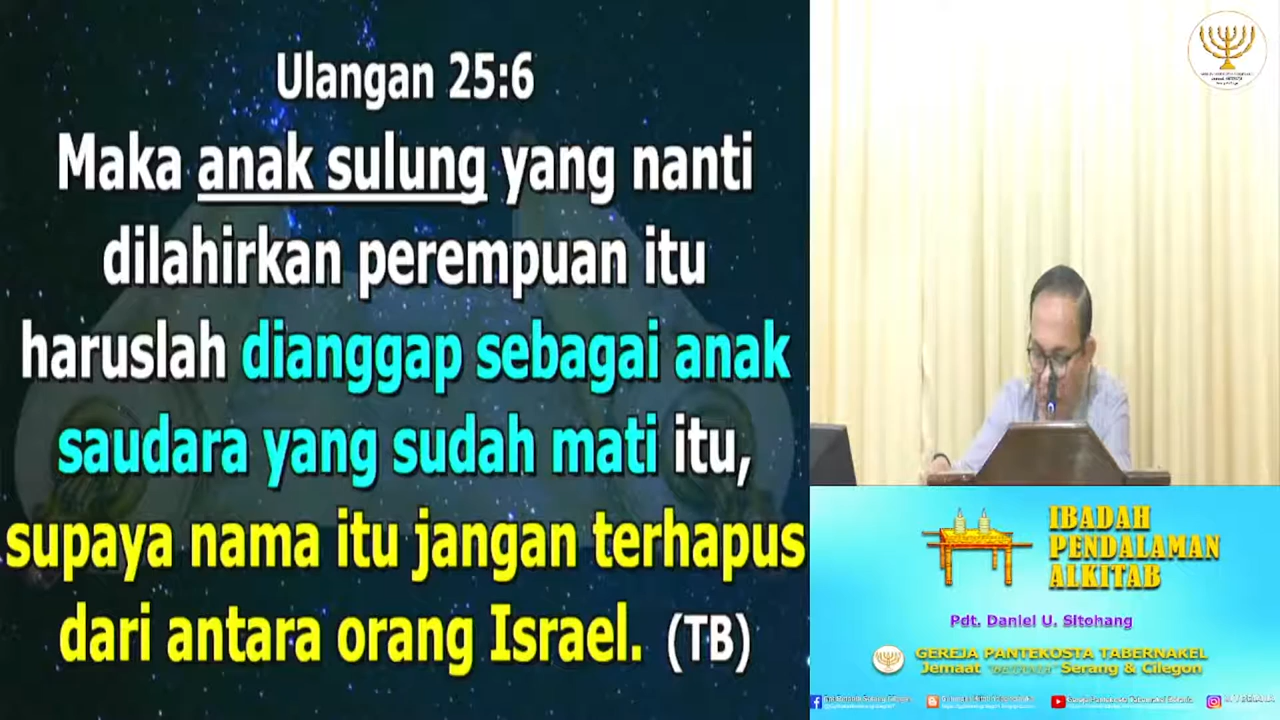 Ulangan 25:6
Maka anak sulung yang nanti
dilahirkan perempuan itu
haruslah dianggap sebagai anak
saudara yang sudah mati itu,
supaya nama itu jangan terhapus
dari antara orang Israel. (TB)
IBADAH
PENDALAMAN
ALKITAB
Pdt. Daniel U. Sitohang
GEREJA PANTEKOSTA TABERNAKEL
Jemaat Serang & Cilegon